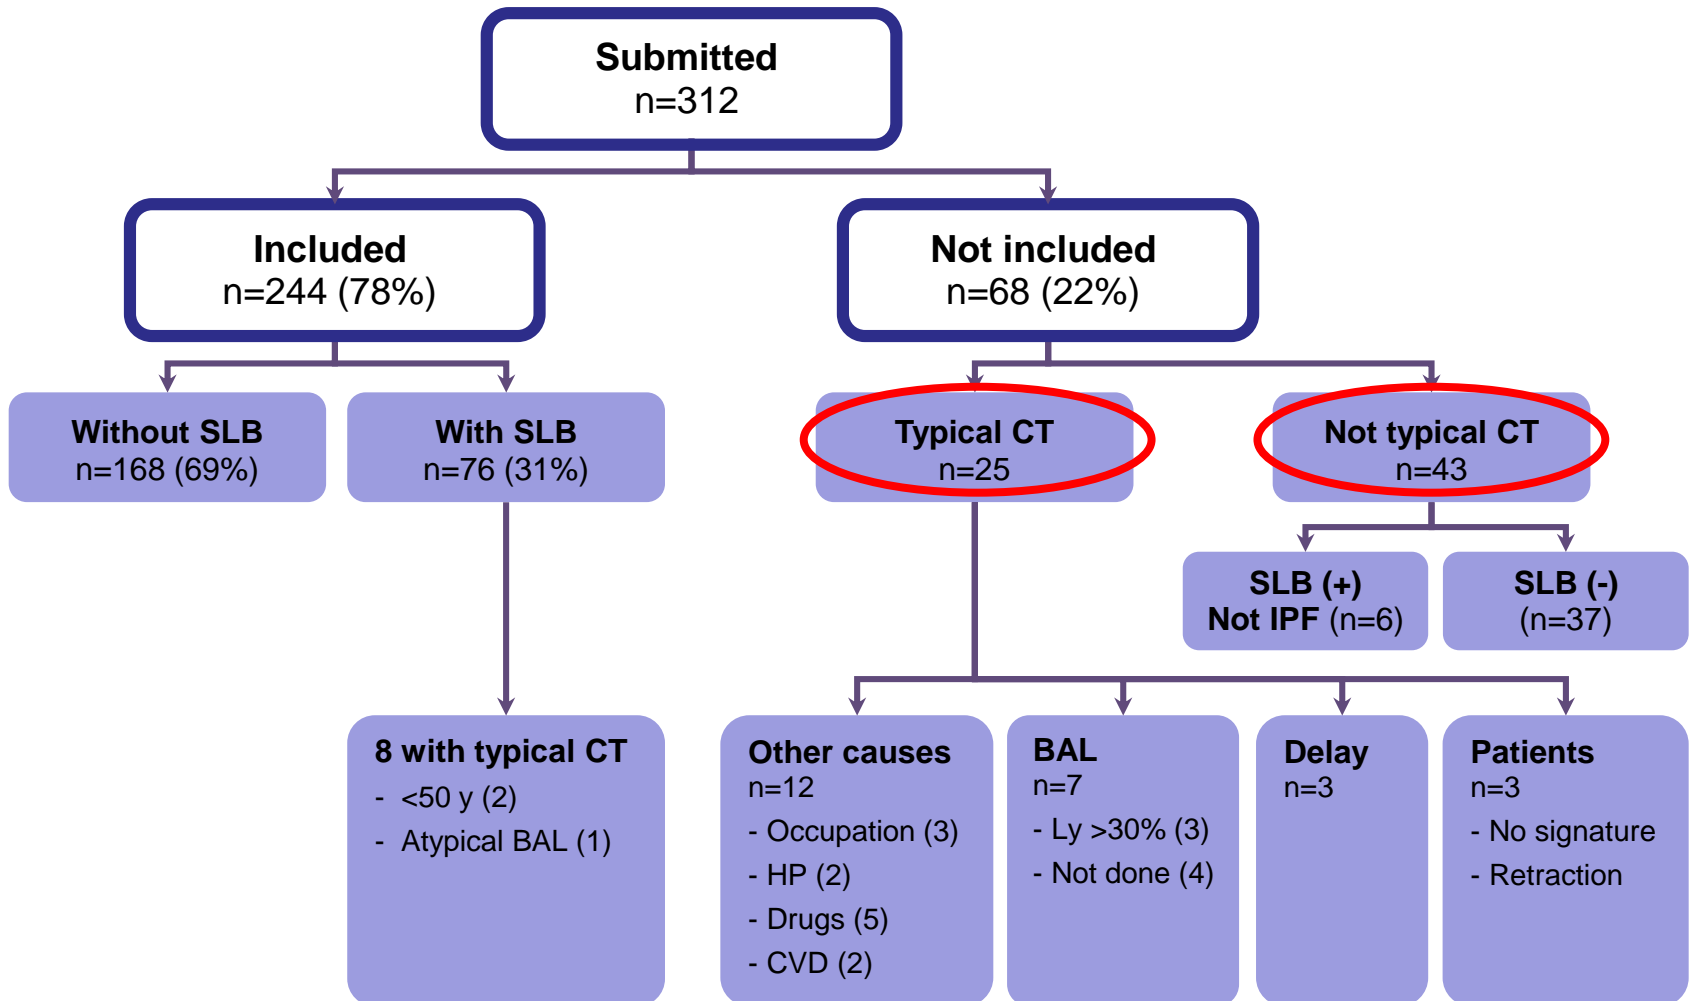 Submitted
n=312
Included
n=244 (78%)
Not included
n=68 (22%)
Without SLB
n=168 (69%)
With SLB
n=76 (31%)
Typical CT
n=25
Not typical CT
n=43
SLB (+)
Not IPF (n=6)
SLB (-)
(n=37)
8 with typical CT
- <50 y (2)
- Atypical BAL (1)
Other causes
n=12
- Occupation (3)
- HP (2)
- Drugs (5)
- CVD (2)
BAL
n=7
- Ly >30% (3)
- Not done (4)
Delay
n=3
Patients
n=3
- No signature
- Retraction